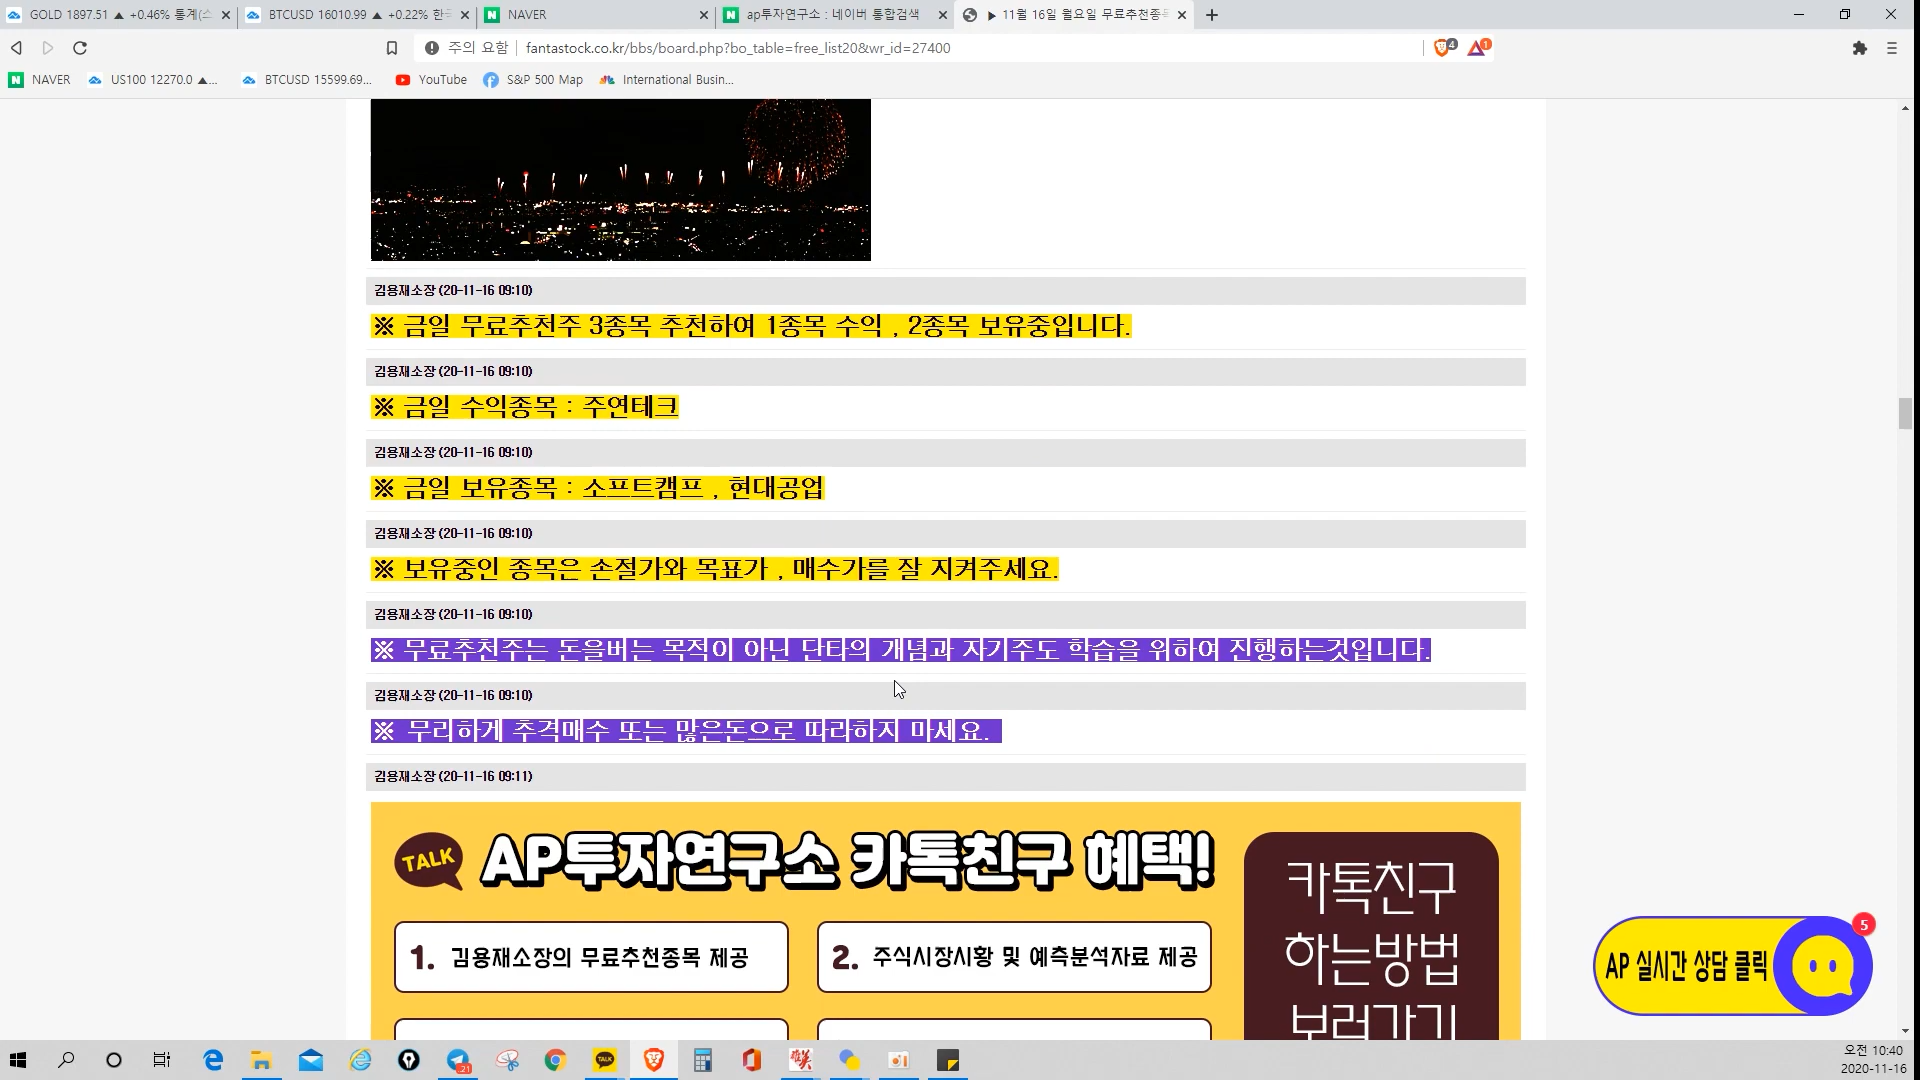 GOLD 1897.51 ▲ +0.46% 통계(스
BTCUSD 16010.99 ▲ +0.22% 한국
NAVER
ap투자연구소 : 네이버 통합검색
▶ 11월 16일 월요일 무료추천종목
주의 요함
fantastock.co.kr/bbs/board.php?bo_table=free_list20&wr_id=27400
4
1
NAVER
US100 12270.0 ▲...
BTCUSD 15599.69...
YouTube
S&P 500 Map
International Busin...
김용재소장 (20-11-16 09:10)
※ 금일 무료추천주 3종목 추천하여 1종목 수익 , 2종목 보유중입니다.
김용재소장 (20-11-16 09:10)
※ 금일 수익종목 : 주연테크
김용재소장 (20-11-16 09:10)
※ 금일 보유종목 : 소프트캠프 , 현대공업
김용재소장 (20-11-16 09:10)
※ 보유중인 종목은 손절가와 목표가 , 매수가를 잘 지켜주세요.
김용재소장 (20-11-16 09:10)
※ 무료추천주는 돈을버는 목적이 아닌 단타의 개념과 자기주도 학습을 위하여 진행하는것입니다.
김용재소장 (20-11-16 09:10)
※ 무리하게 추격매수 또는 많은돈으로 따라하지 마세요.
김용재소장 (20-11-16 09:11)
TALK
AP투자연구소 카톡친구 혜택!
1. 김용재소장의 무료추천종목 제공
2. 주식시장시황 및 예측분석자료 제공
카톡친구
하는방법
보러가기
AP 실시간 상담 클릭
5
TALK
21
오전 10:40
2020-11-16